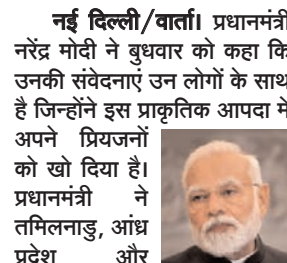 नई दिल्ली/वार्ता। प्रधानमंत्री
नरेंद्र मोदी ने बुधवार को कहा कि
उनकी संवेदनाएं उन लोगों के साथ
है जिन्होंने इस प्राकृतिक आपदा में
अपने प्रियजनों
को खो दिया है।
प्रधानमंत्री ने
तमिलनाडु, आंध्र
प्रदेश और